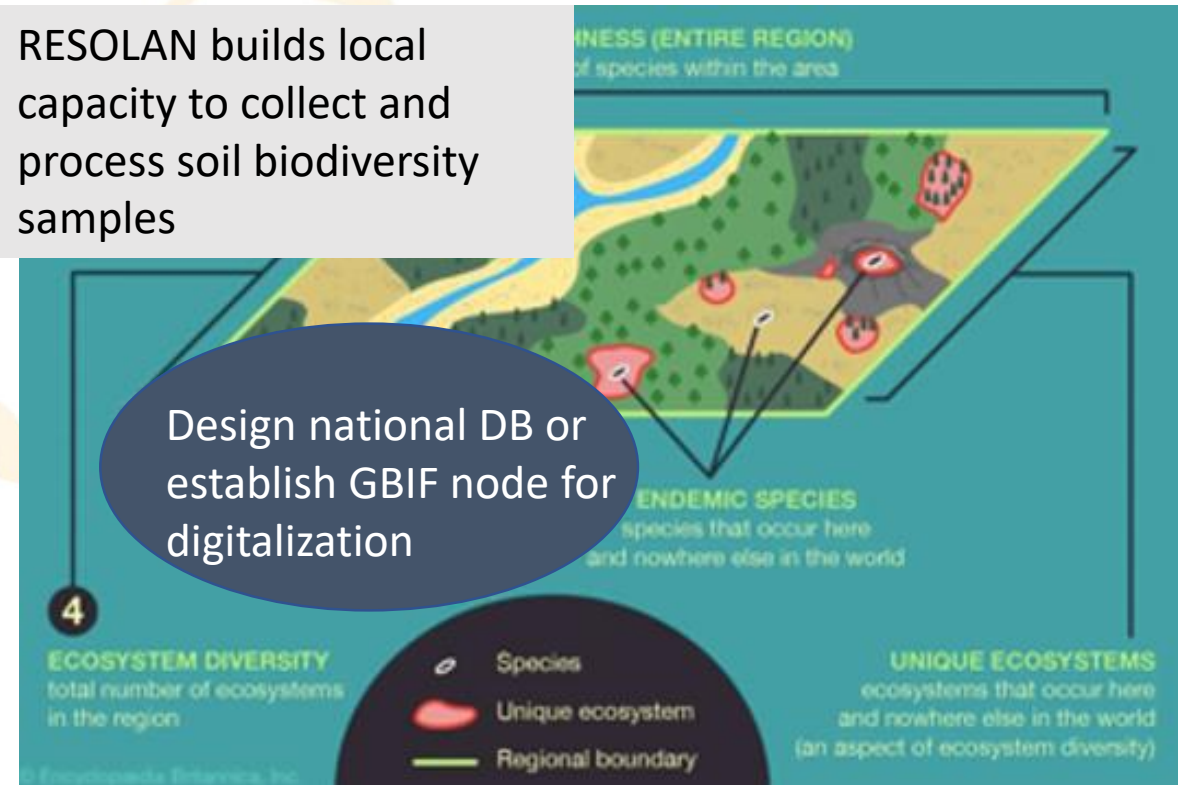 RESOLAN builds local
capacity to collect and
process soil biodiversity
samples
(ENTIRE REGION)
of species within the area
Design national DB or
establish GBIF node for
digitalization
ENDEMIC SPECIES
species that occur here
and nowhere else in the world
4
ECOSYSTEM DIVERSITY
total number of ecosystems
in the region
Species
Unique ecosystem
Regional boundary
UNIQUE ECOSYSTEMS
ecosystems that occur here
and nowhere else in the world
(an aspect of ecosystem diversity)
© Encyclopædia Britannica, Inc.